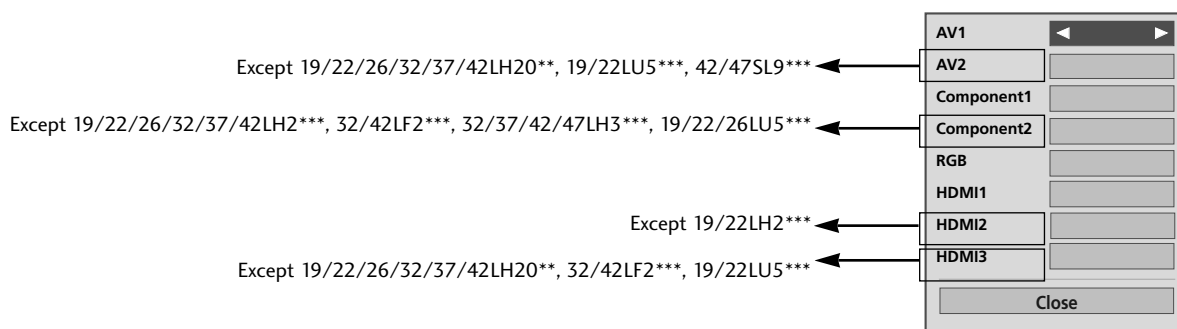 AV1
Except 19/22/26/32/37/42LH20**, 19/22LU5***, 42/47SL9***
AV2
Component1
Except 19/22/26/32/37/42LH2***, 32/42LF2***, 32/37/42/47LH3***, 19/22/26LU5***
Component2
RGB
HDMI1
Except 19/22LH2***
HDMI2
Except 19/22/26/32/37/42LH20**, 32/42LF2***, 19/22LU5***
HDMI3
Close